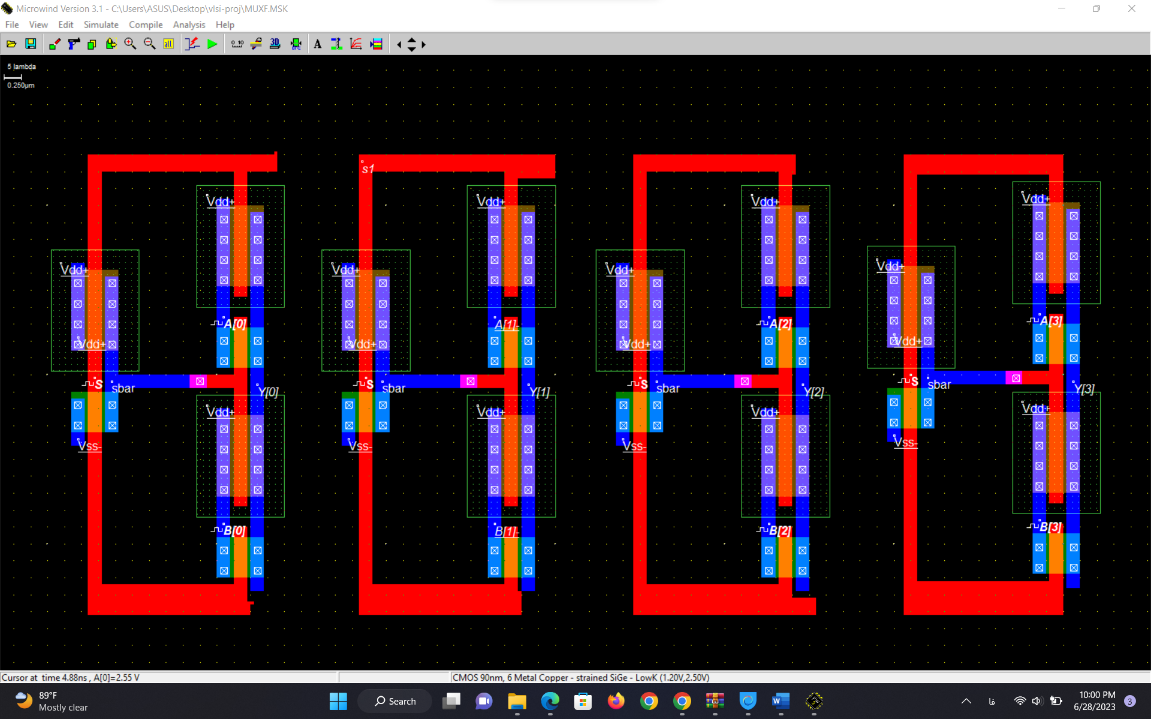 Microwind Version 3.1 - C:\Users\ASUS\Desktop\vlsi-proj\MUXF.MSK
File View Edit Simulate Compile Analysis Help
5 lambda
0.250µm
s1
Vdd+ Vdd+ Vdd+ Vdd+
Vdd+ Vdd+ Vdd+ Vdd+
A[0] A[1] A[2] A[3]
Vdd+ Vdd+ Vdd+ Vdd+
S sbar Y[0] S sbar Y[1] S sbar Y[2] S sbar Y[3]
Vdd+ Vdd+ Vdd+ Vdd+
Vss- Vss- Vss- Vss-
B[0] B[1] B[2] B[3]
Cursor at time 4.88ns , A[0]=2.55 V
CMOS 90nm, 6 Metal Copper - strained SiGe - LowK (1.20V,2.50V)
89°F
Mostly clear
Search
فا
10:00 PM
6/28/2023
3